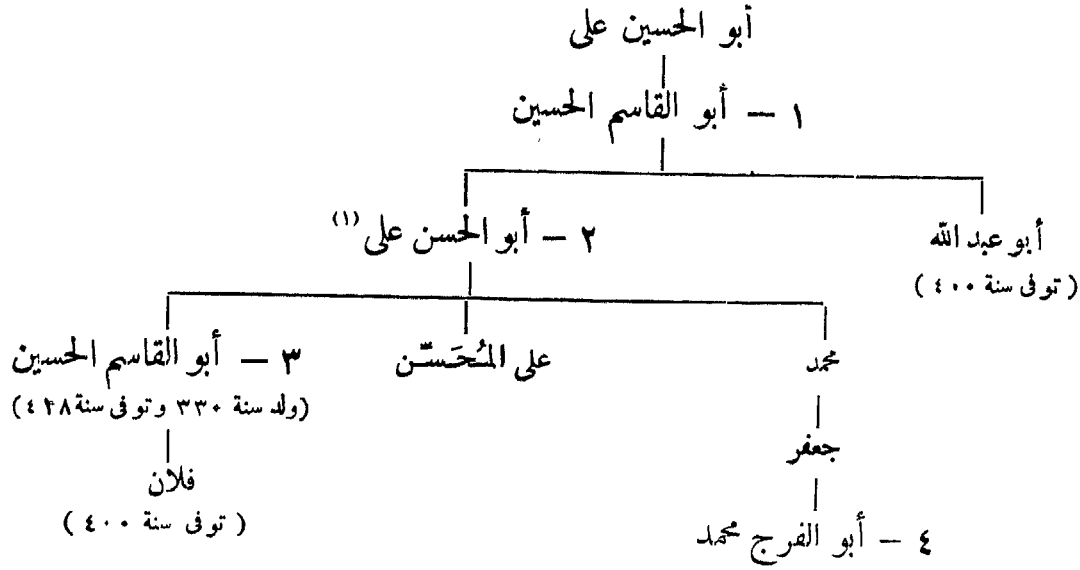 أبو الحسين على
١ — أبو القاسم الحسين
أبو عبد الله
(توفى سنة ٤٠٠)
٢ — أبو الحسن على (١)
محمد
على المُحَسّن
٣ — أبو القاسم الحسين
(ولد سنة ٣٣٠ وتوفى سنة ٤١٨)
جعفر
فلان
(توفى سنة ٤٠٠)
٤ — أبو الفرج محمد